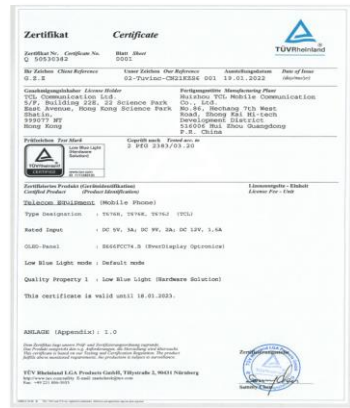 Zertifikat Certificate
TÜVRheinland
Zertifikat Nr. Certificate No.
Q 50530382
Blatt Sheet
0001
Ihr Zeichen Client Reference
Unser Zeichen Our Reference
Ausstellungsdatum Date of Issue
19.01.2022 (day/mo/yr)
Genehmigungsinhaber License Holder
TCL Communication Ltd.
5/F, Building 22E, 22 Science Park
East Avenue, Hong Kong Science Park
Shatin,
999077 NT
Hong Kong
Fertigungsstätte Manufacturing Plant
Huizhou TCL Mobile Communication
Co., Ltd.
No.86, Hechang 7th West
Road, Zhong Kai Hi-tech
Development District
516006 Hui Zhou Guangdong
P.R. China
Prüfzeichen Test Mark
TÜVRheinland
CERTIFIED
Low Blue Light
(Hardware
Solution)
Geprüft nach Tested acc. to
2 PfG 2383/03.20
Zertifiziertes Produkt (Geräteidentifikation)
Certified Product (Product Identification)
Lizenzentgelte - Einheit
License Fee - Unit
Telecom Equipment (Mobile Phone)
Type Designation : T676H, T676K, T676J (TCL)
Rated Input : DC 5V, 3A; DC 9V, 2A; DC 12V, 1.5A
OLED-Panel
(EverDisplay Optronics)
Low Blue Light mode : Default mode
Quality Property 1 : Low Blue Light (Hardware Solution)
This certificate is valid until 18.01.2023.
ANLAGE (Appendix): 1.0
Zertifizierungsstelle
TÜV Rheinland LGA Products GmbH, Tillystraße 2, 90431 Nürnberg